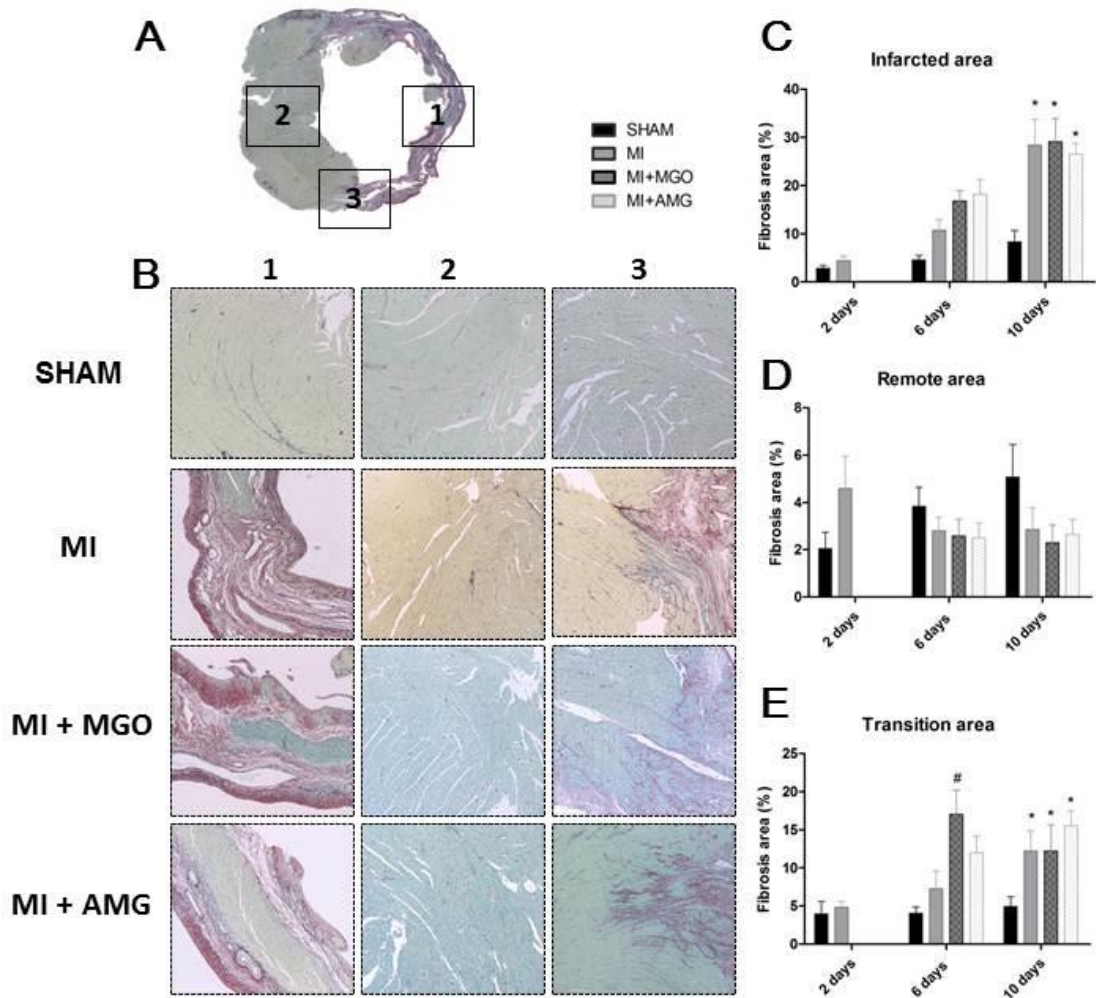 A
2
1
3
SHAM
MI
MI+MGO
MI+AMG
B
1
2
3
SHAM
MI
MI + MGO
MI + AMG
C
Infarcted area
Fibrosis area (%)
40
30
20
10
0
* * *
2 days
6 days
10 days
D
Remote area
Fibrosis area (%)
8
6
4
2
0
2 days
6 days
10 days
E
Transition area
Fibrosis area (%)
25
20
15
10
5
0
#
* * *
2 days
6 days
10 days